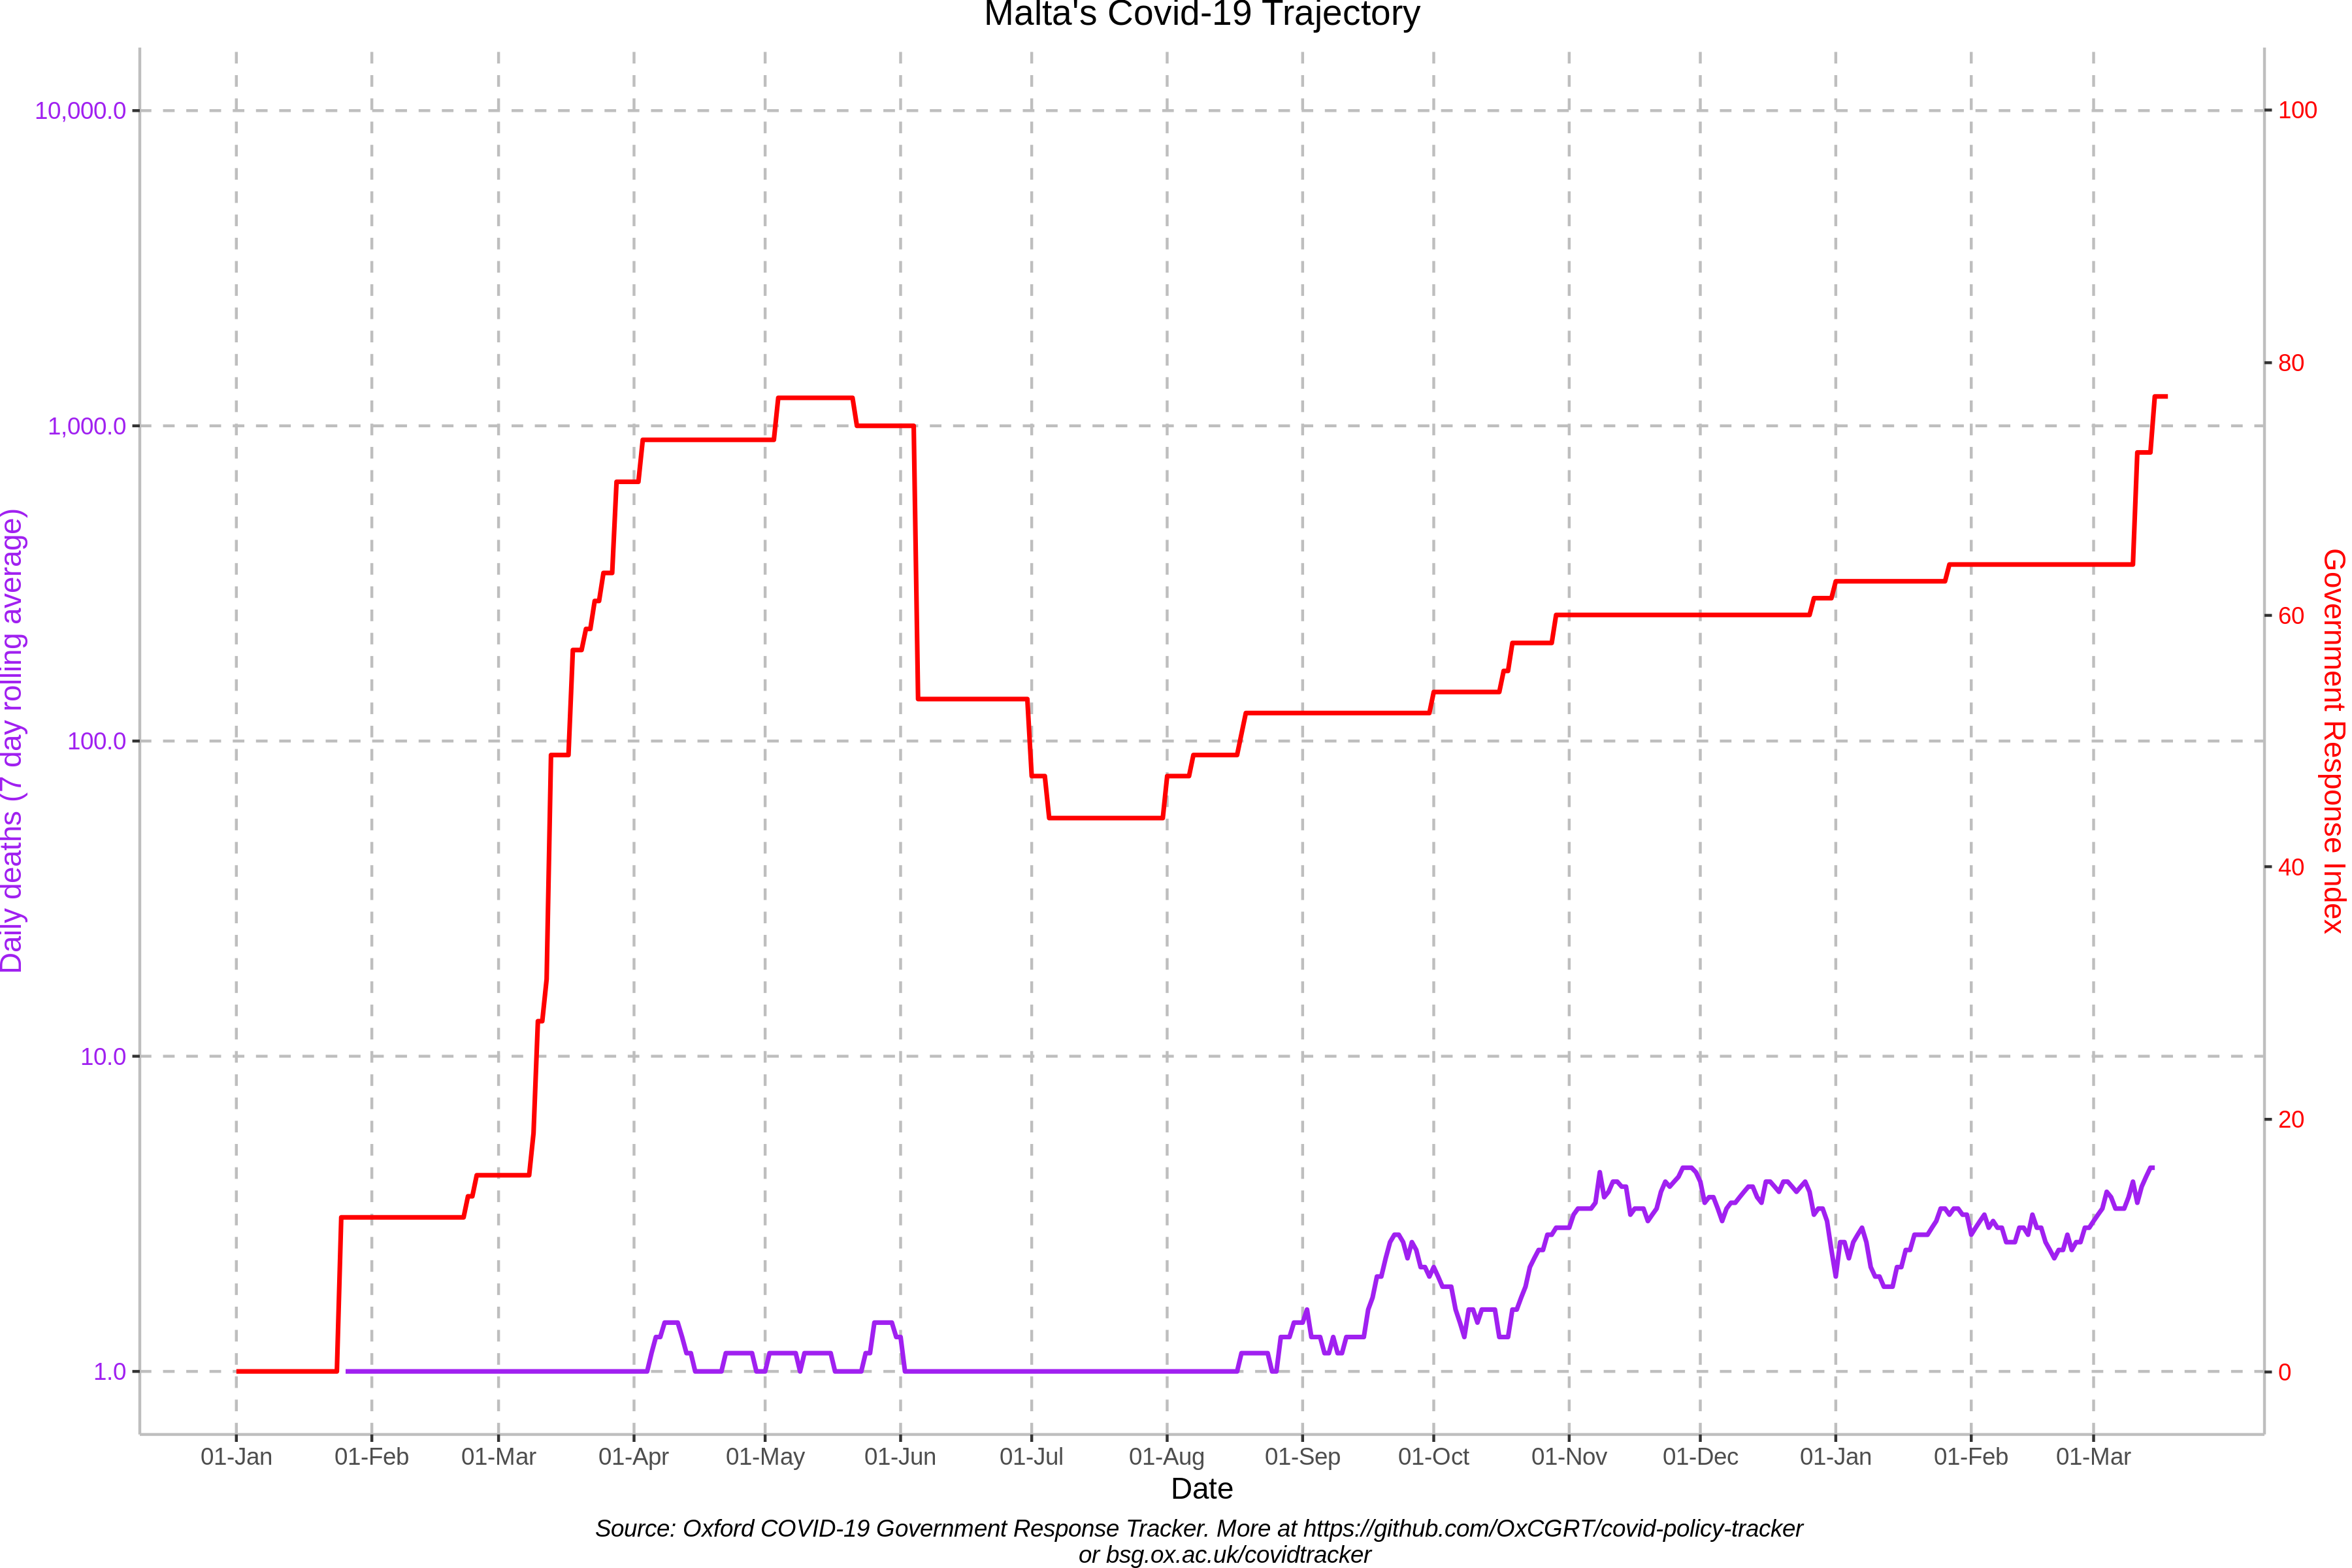 Malta's Covid-19 Trajectory
10,000.0
1,000.0
100.0
10.0
1.0
Daily deaths (7 day rolling average)
100
80
60
40
20
0
Government Response Index
01-Jan 01-Feb 01-Mar 01-Apr 01-May 01-Jun 01-Jul 01-Aug 01-Sep 01-Oct 01-Nov 01-Dec 01-Jan 01-Feb 01-Mar
Date
Source: Oxford COVID-19 Government Response Tracker. More at https://github.com/OxCGRT/covid-policy-tracker
or bsg.ox.ac.uk/covidtracker